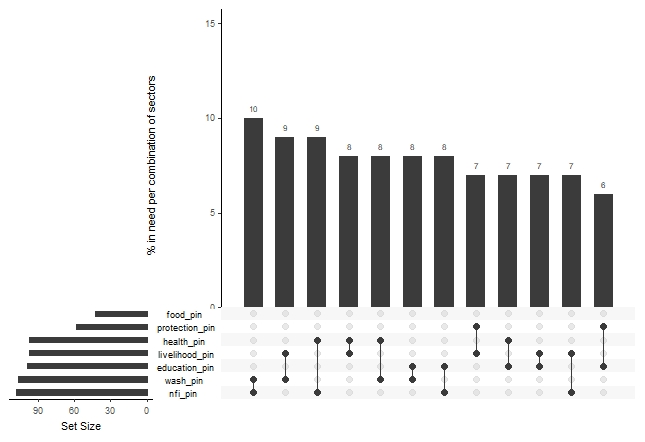 15
10
5
0
% in need per combination of sectors
10 9 9 8 8 8 8 7 7 7 7 6
food_pin
protection_pin
health_pin
livelihood_pin
education_pin
wash_pin
nfi_pin
90 60 30 0
Set Size